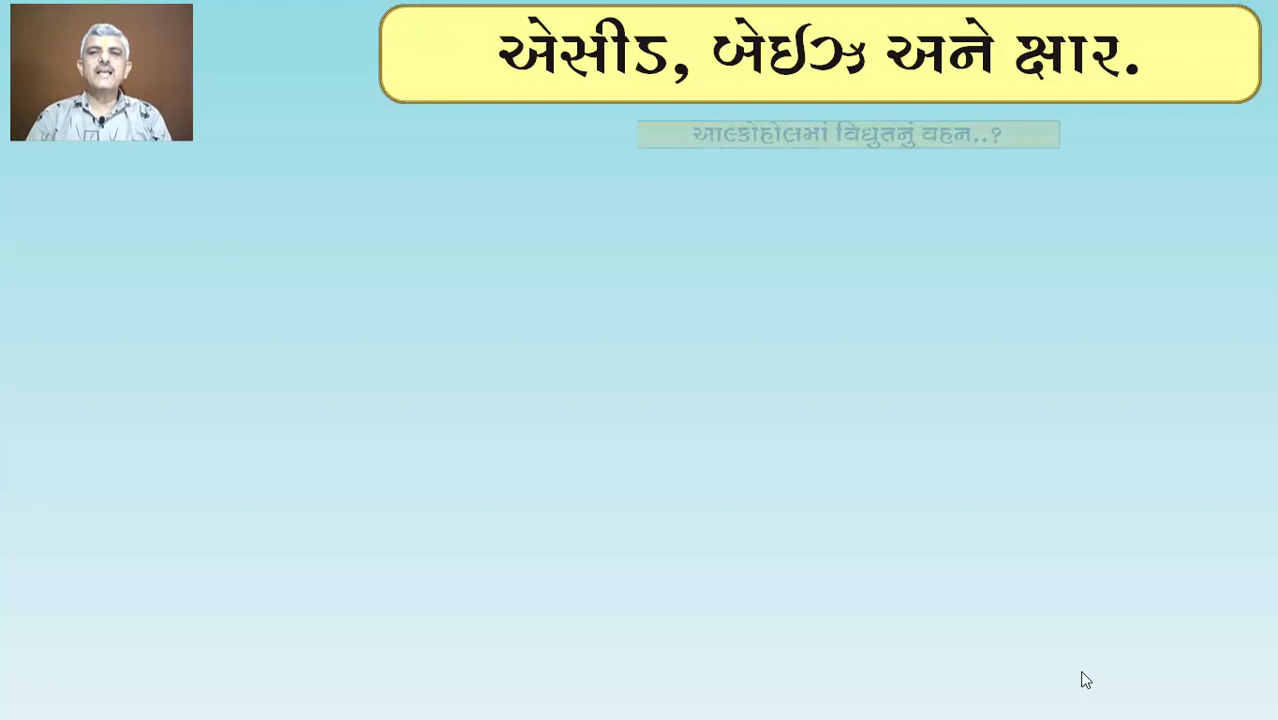 એસીડ, બેઈઝ અને ક્ષાર.
આલ્કોહોલમાં વિધુતનું વહન..?